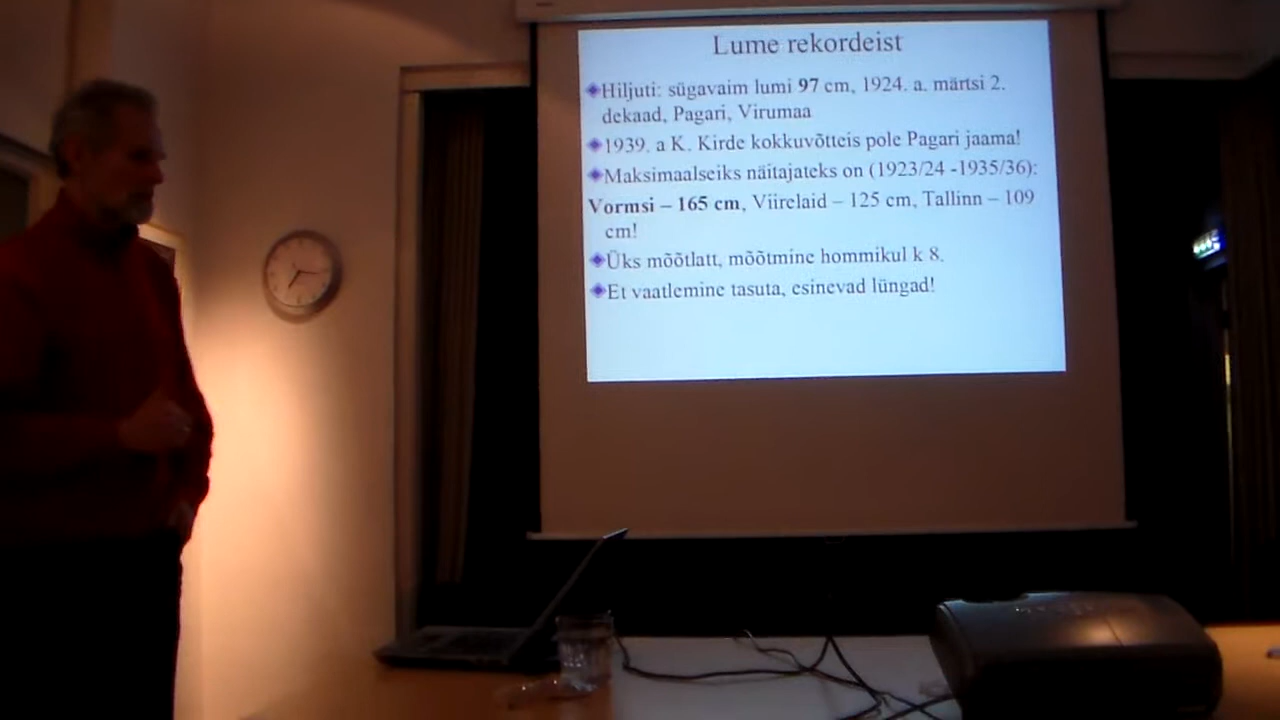 Lume rekordeist
Hiljuti: sügavaim lumi 97 cm, 1924. a. märtsi 2.
dekaad, Pagari, Virumaa
1939. a K. Kirde kokkuvõtteis pole Pagari jaama!
Maksimaalseiks näitajateks on (1923/24 -1935/36):
Vormsi – 165 cm, Viirelaid – 125 cm, Tallinn – 109
cm!
Üks mõõtlatt, mõõtmine hommikul k 8.
Et vaatlemine tasuta, esinevad lüngad!